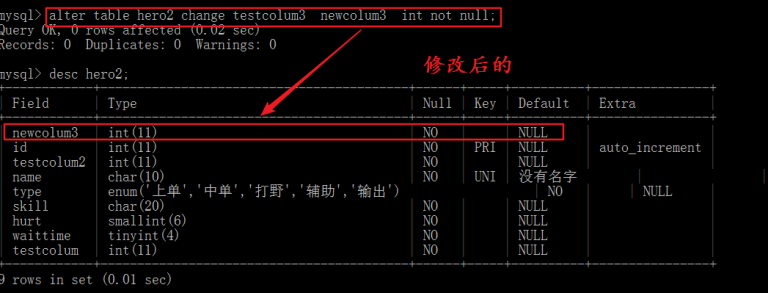 mysql> alter table hero2 change testcolum3  newcolum3  int not null;
Query OK, 0 rows affected (0.02 sec)
Records: 0  Duplicates: 0  Warnings: 0
修改后的
mysql> desc hero2;
| Field | Type | Null | Key | Default | Extra |
| newcolum3 | int(11) | NO | | NULL | |
| id | int(11) | NO | PRI | NULL | auto_increment |
| testcolum2 | int(11) | NO | | NULL | |
| name | char(10) | NO | UNI | 没有名字 | |
| type | enum('上单','中单','打野','辅助','输出') | NO | | NULL | |
| skill | char(20) | NO | | NULL | |
| hurt | smallint(6) | NO | | NULL | |
| waittime | tinyint(4) | NO | | NULL | |
| testcolum | int(11) | NO | | NULL | |
9 rows in set (0.01 sec)